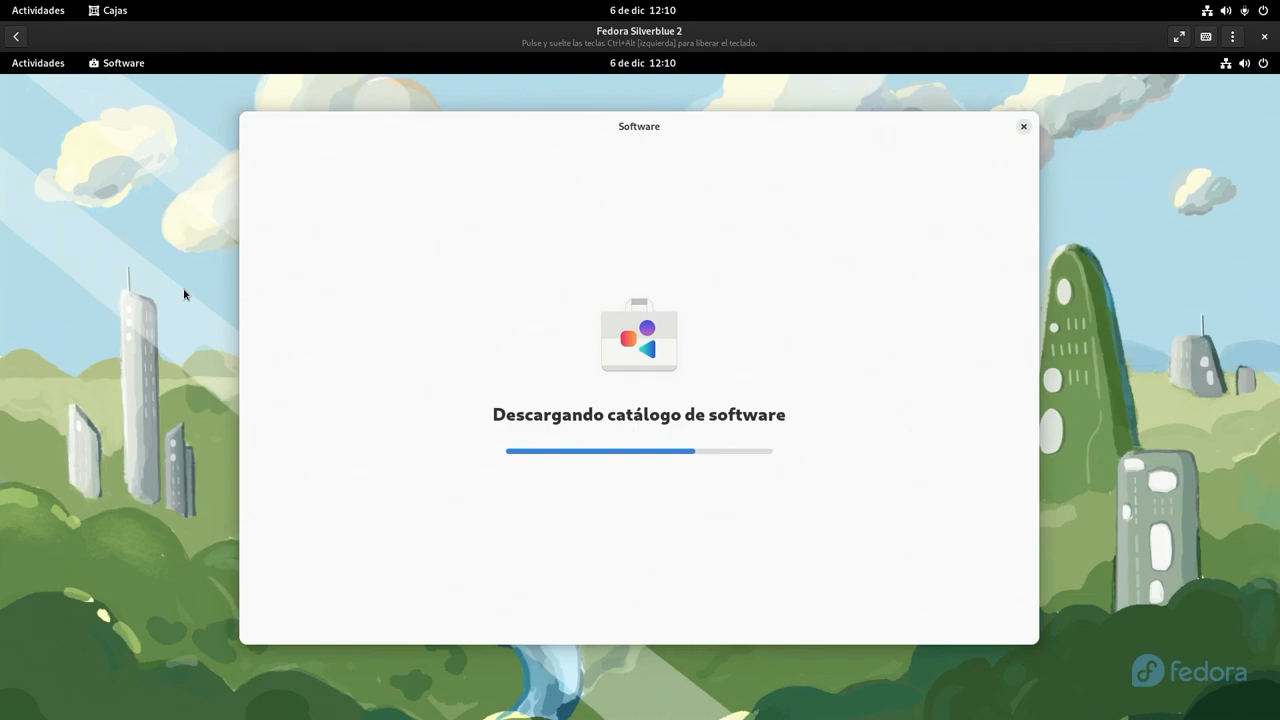 Actividades Cajas 6 de dic 12:10
Fedora Silverblue 2
Pulse y suelte las teclas Ctrl+Alt [izquierda] para liberar el teclado.
Actividades Software 6 de dic 12:10
Software
Descargando catálogo de software
fedora